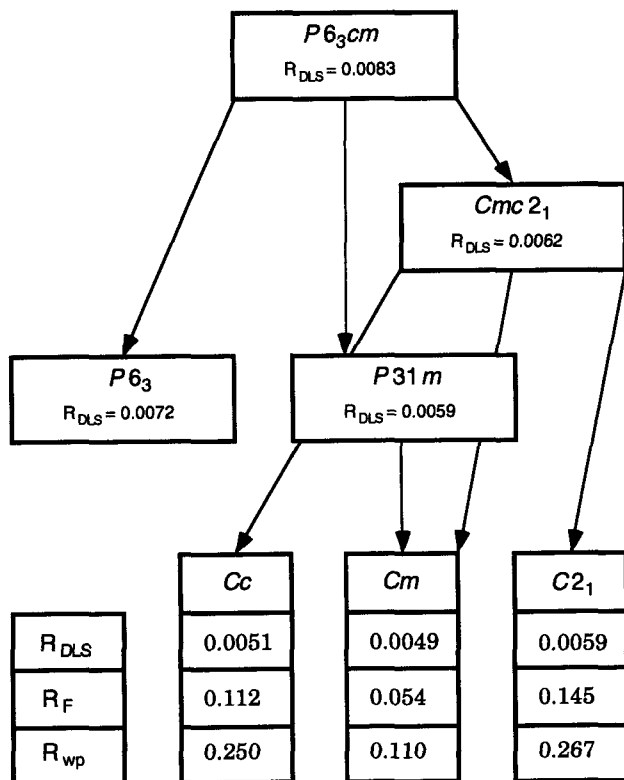 P6₃cm
R_DLS = 0.0083
Cmc2₁
R_DLS = 0.0062
P6₃
R_DLS = 0.0072
P31m
R_DLS = 0.0059
Cc Cm C2₁
R_DLS 0.0051 0.0049 0.0059
R_F 0.112 0.054 0.145
R_wp 0.250 0.110 0.267